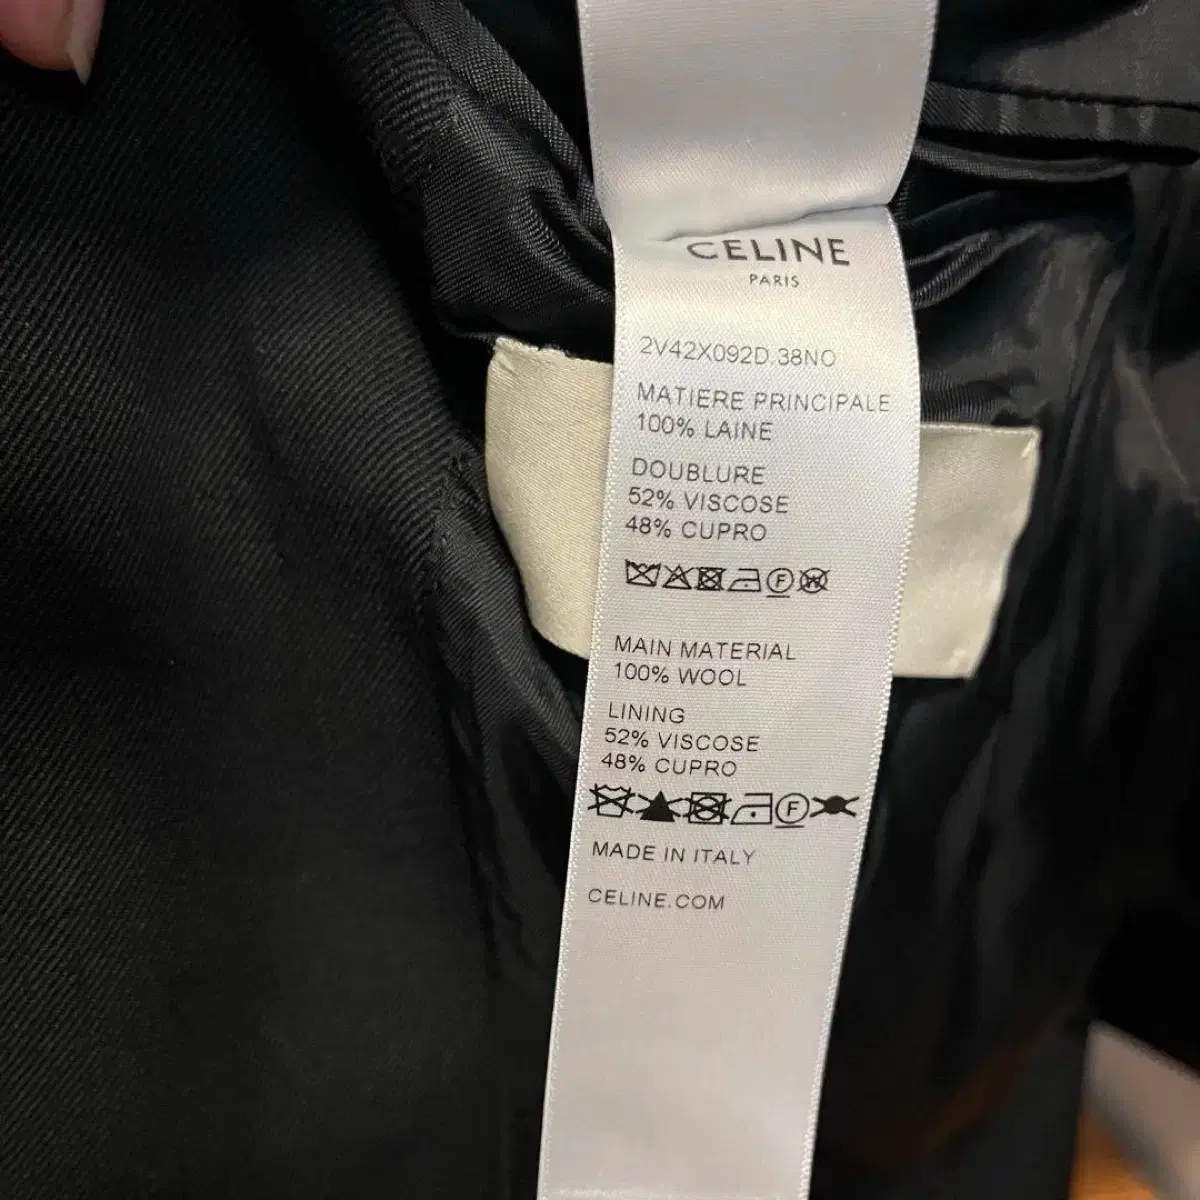 CELINE
PARIS
2V42X092D.38NO
MATIERE PRINCIPALE
100% LAINE
DOUBLURE
52% VISCOSE
48% CUPRO
F W
MAIN MATERIAL
100% WOOL
LINING
52% VISCOSE
48% CUPRO
F
MADE IN ITALY
CELINE.COM